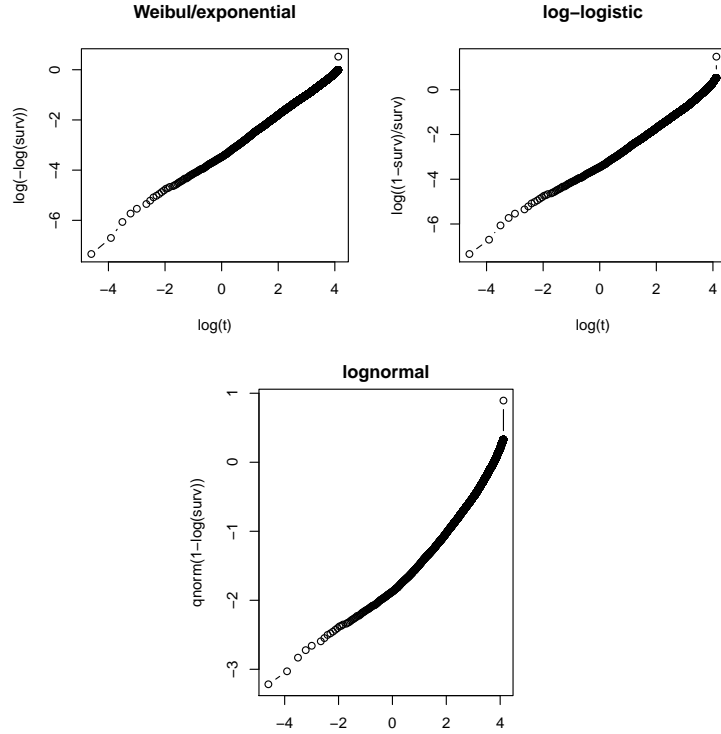 Weibul/exponential
log(−log(surv))
0
−2
−4
−6
−4 −2 0 2 4
log(t)
log−logistic
log((1−surv)/surv)
0
−2
−4
−6
−4 −2 0 2 4
log(t)
lognormal
qnorm(1−log(surv))
1
0
−1
−2
−3
−4 −2 0 2 4